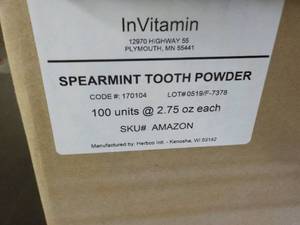 InVitamin
12970 HIGHWAY 55
PLYMOUTH, MN 55441
SPEARMINT TOOTH POWDER
CODE #: 170104 LOT# 0519/F-7378
100 units @ 2.75 oz each
SKU# AMAZON
Manufactured by: Herbco Intl. - Kenosha, WI 53142